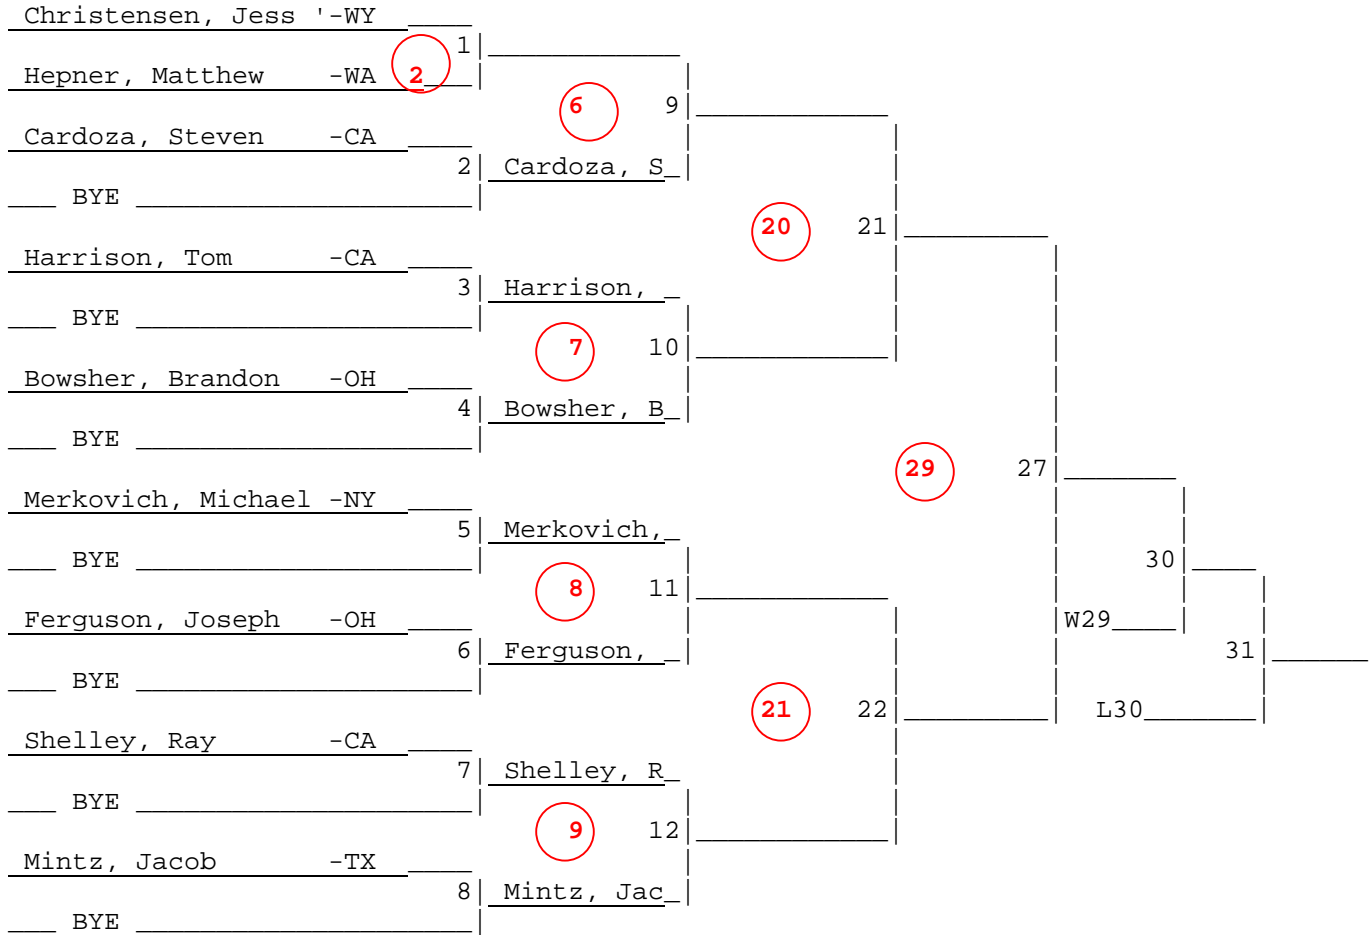 Christensen, Jess '-WY
1
Hepner, Matthew -WA 2
6 9
Cardoza, Steven -CA
2 Cardoza, S
BYE
20 21
Harrison, Tom -CA
3 Harrison,
BYE
7 10
Bowsher, Brandon -OH
4 Bowsher, B
BYE
29 27
Merkovich, Michael -NY
5 Merkovich,
BYE 30
8 11
Ferguson, Joseph -OH W29
6 Ferguson, 31
BYE
21 22 L30
Shelley, Ray -CA
7 Shelley, R
BYE
9 12
Mintz, Jacob -TX
8 Mintz, Jac
BYE